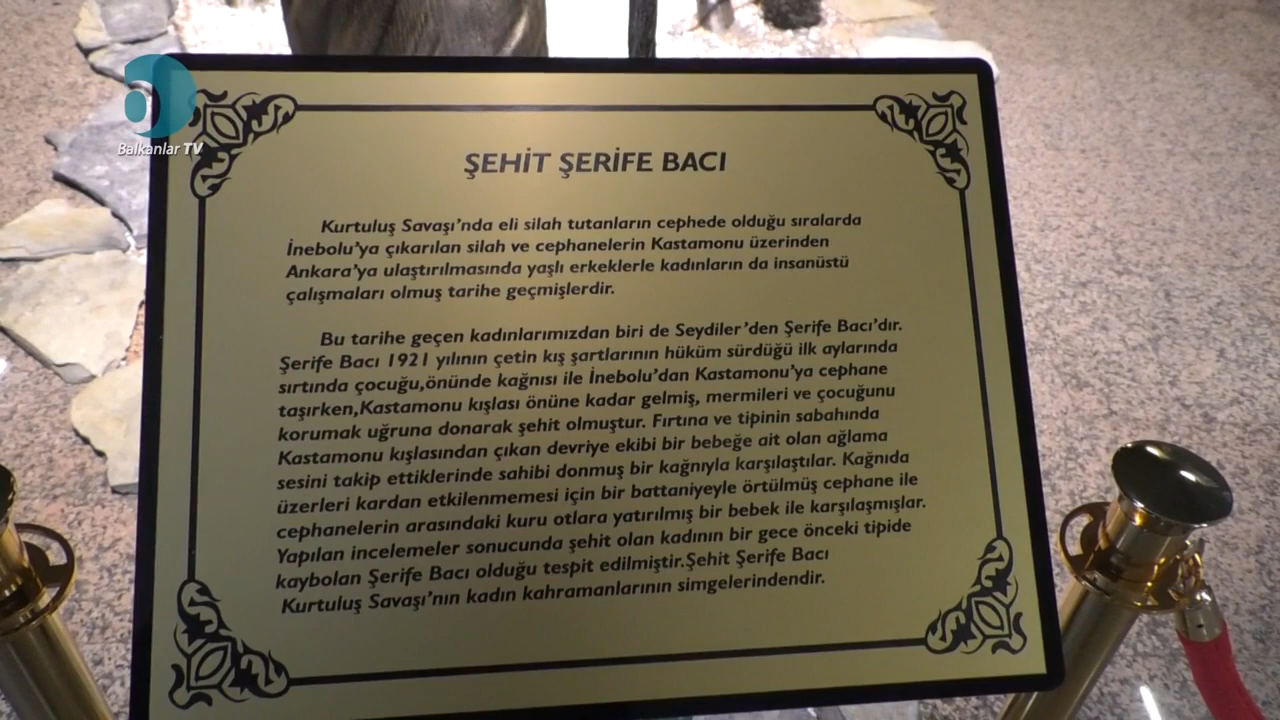 Balkanlar TV
ŞEHİT ŞERİFE BACI
Kurtuluş Savaşı'nda eli silah tutanların cephede olduğu sıralarda
İnebolu'ya çıkarılan silah ve cephanelerin Kastamonu üzerinden
Ankara'ya ulaştırılmasında yaşlı erkeklerle kadınların da insanüstü
çalışmaları olmuş tarihe geçmişlerdir.
Bu tarihe geçen kadınlarımızdan biri de Seydiler'den Şerife Bacı'dır.
Şerife Bacı 1921 yılının çetin kış şartlarının hüküm sürdüğü ilk aylarında
sırtında çocuğu,önünde kağnısı ile İnebolu'dan Kastamonu'ya cephane
taşırken,Kastamonu kışlası önüne kadar gelmiş, mermileri ve çocuğunu
korumak uğruna donarak şehit olmuştur. Fırtına ve tipinin sabahında
Kastamonu kışlasından çıkan devriye ekibi bir bebeğe ait olan ağlama
sesini takip ettiklerinde sahibi donmuş bir kağnıyla karşılaştılar. Kağnıda
üzerleri kardan etkilenmemesi için bir battaniyeyle örtülmüş cephane ile
cephanelerin arasındaki kuru otlara yatırılmış bir bebek ile karşılaşmışlar.
Yapılan incelemeler sonucunda şehit olan kadının bir gece önceki tipide
kaybolan Şerife Bacı olduğu tespit edilmiştir.Şehit Şerife Bacı
Kurtuluş Savaşı'nın kadın kahramanlarının simgelerindendir.